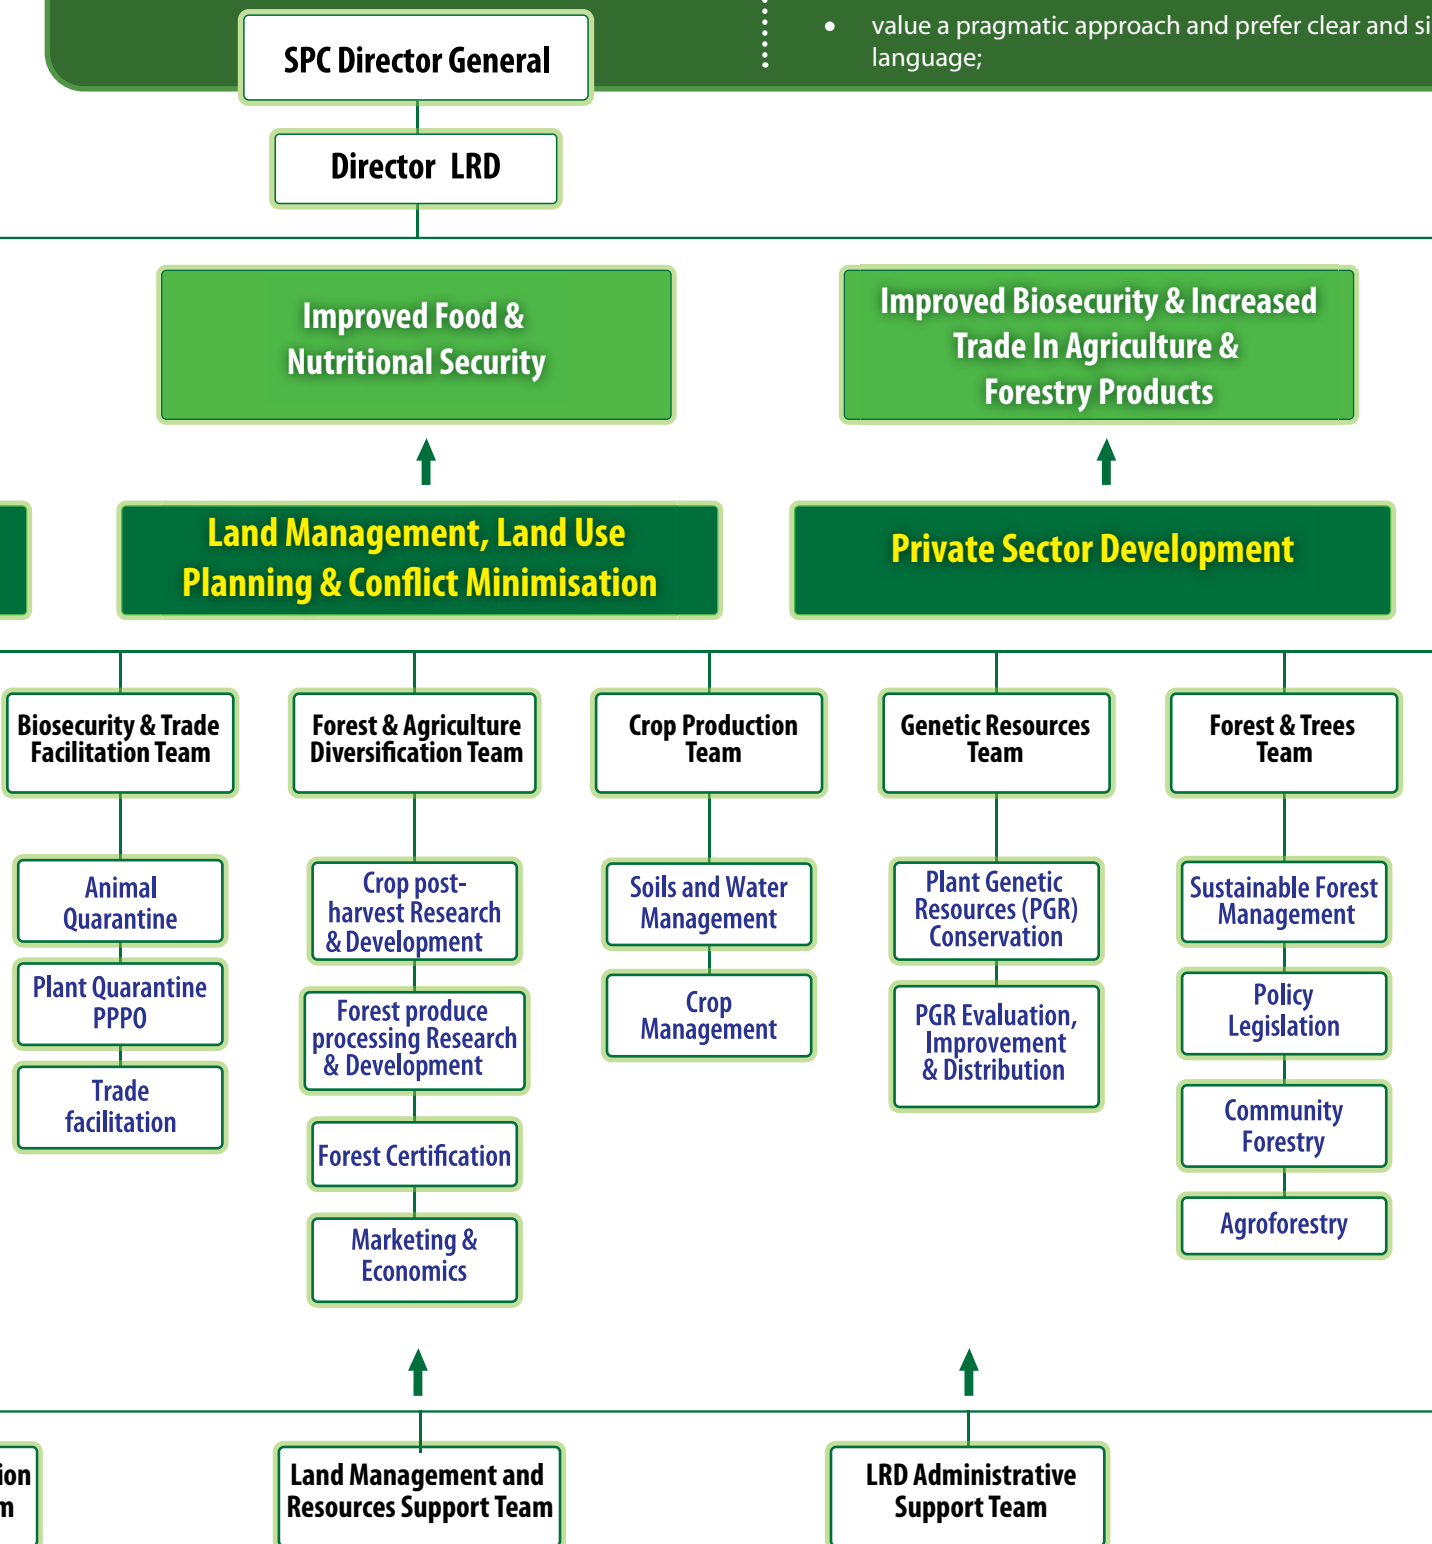 value a pragmatic approach and prefer clear and
language;
SPC Director General
Director LRD
Improved Food &
Nutritional Security
Improved Biosecurity & Increased
Trade In Agriculture &
Forestry Products
Land Management, Land Use
Planning & Conflict Minimisation
Private Sector Development
Biosecurity & Trade
Facilitation Team
Forest & Agriculture
Diversification Team
Crop Production
Team
Genetic Resources
Team
Forest & Trees
Team
Animal
Quarantine
Plant Quarantine
PPPO
Trade
facilitation
Crop post-
harvest Research
& Development
Forest produce
processing Research
& Development
Forest Certification
Marketing &
Economics
Soils and Water
Management
Crop
Management
Plant Genetic
Resources (PGR)
Conservation
PGR Evaluation,
Improvement
& Distribution
Sustainable Forest
Management
Policy
Legislation
Community
Forestry
Agroforestry
Land Management and
Resources Support Team
LRD Administrative
Support Team